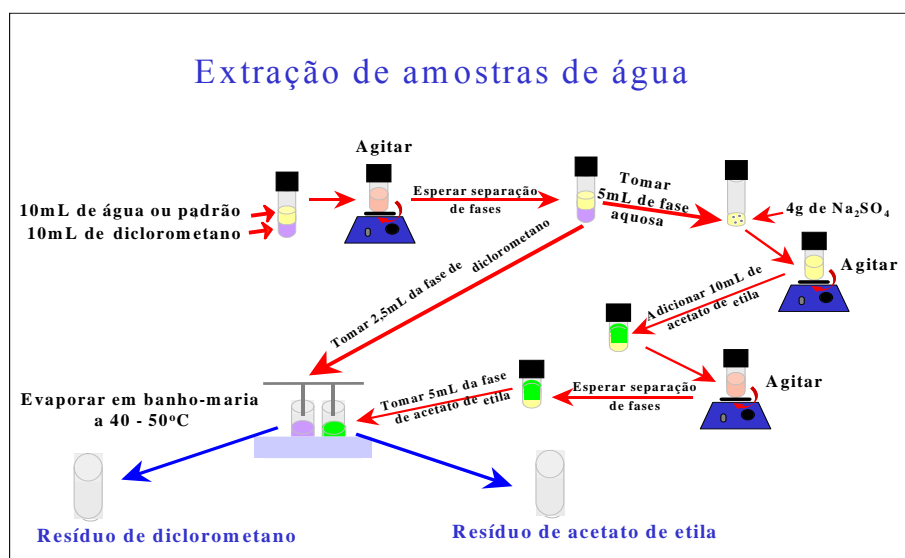 Extração de amostras de água
Agitar
10mL de água ou padrão
10mL de diclorometano
Esperar separação
de fases
Tomar
5mL de fase
aquosa
4g de Na₂SO₄
Agitar
Tomar 2,5mL da fase de
diclorometano
Adicionar 10mL de
acetato de etila
Agitar
Esperar separação
de fases
Tomar 5mL da fase
de acetato de etila
Evaporar em banho-maria
a 40 - 50ºC
Resíduo de diclorometano
Resíduo de acetato de etila